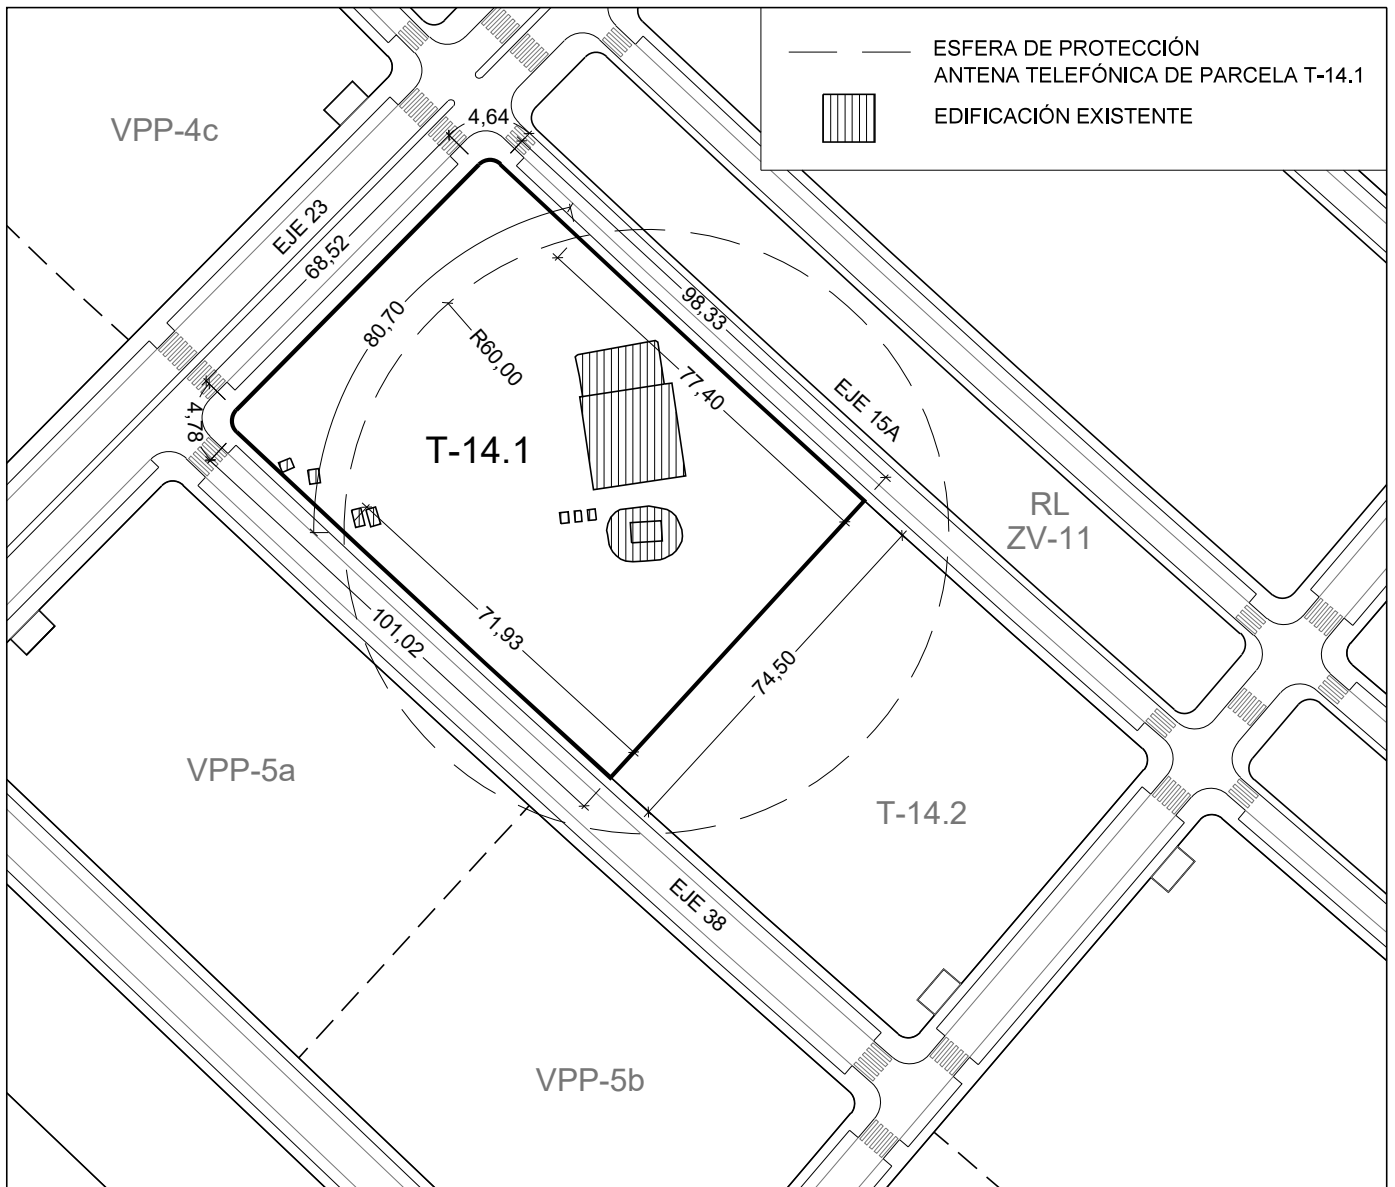 ESFERA DE PROTECCIÓN
ANTENA TELEFÓNICA DE PARCELA T-14.1
EDIFICACIÓN EXISTENTE
VPP-4c
4,64
EJE 23
68,52
80,70
R60,00
98,33
77,40
EJE 15A
4,78
T-14.1
RL
ZV-11
101,02
71,93
74,50
VPP-5a
T-14.2
EJE 38
VPP-5b